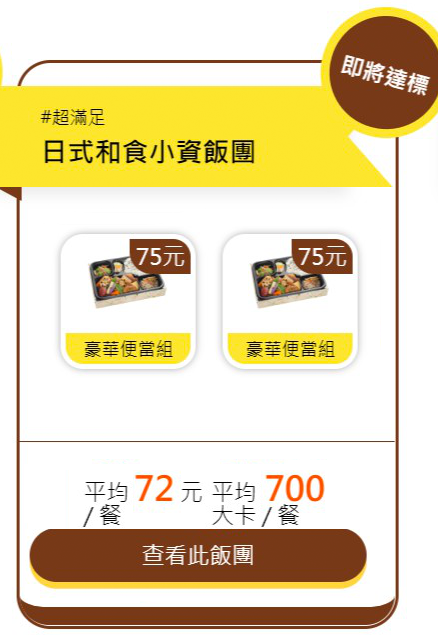 即將達標
#超滿足
日式和食小資飯團
75元
75元
豪華便當組
豪華便當組
平均 72 元
/ 餐
平均 700
大卡 / 餐
查看此飯團